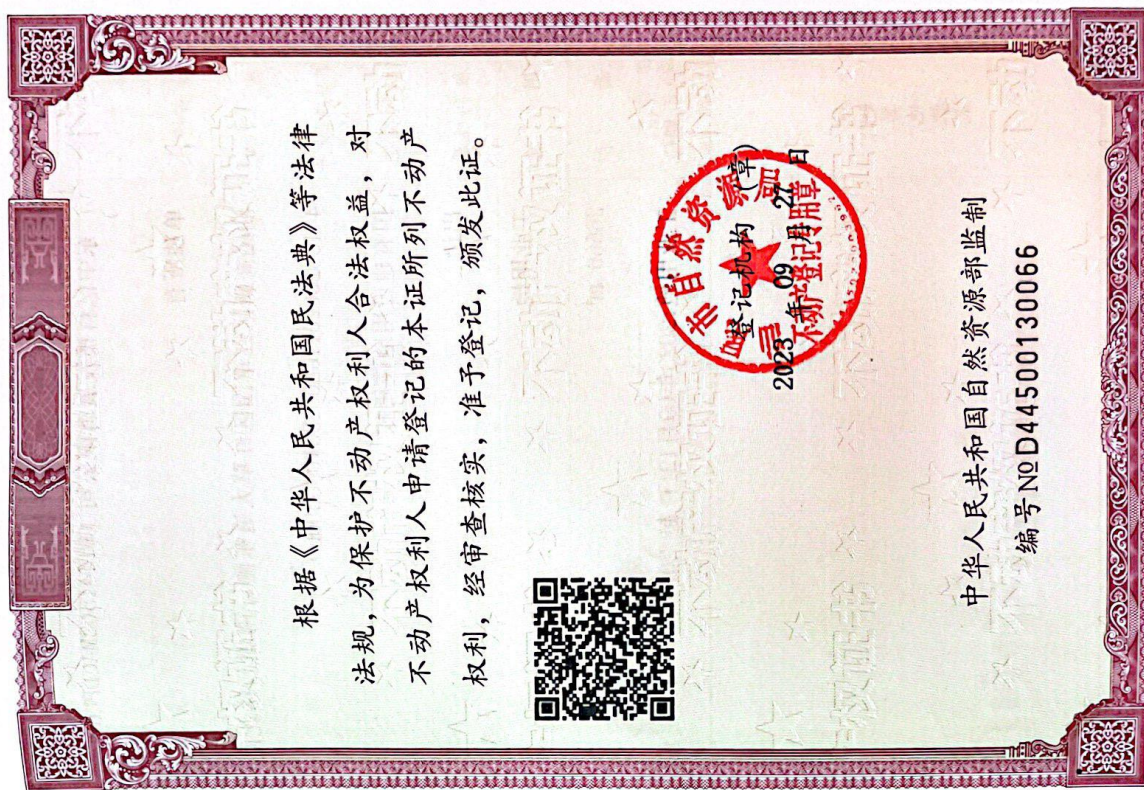 根据《中华人民共和国民法典》等法律
法规，为保护不动产权利人合法权益，对
不动产权利人申请登记的本证所列不动产
权利，经审查核实，准予登记，颁发此证。
市自然资源局
登记机构（章）
2023 年 09 月 27 日
不动产登记专用章
中华人民共和国自然资源部监制
编号 № D44500130066